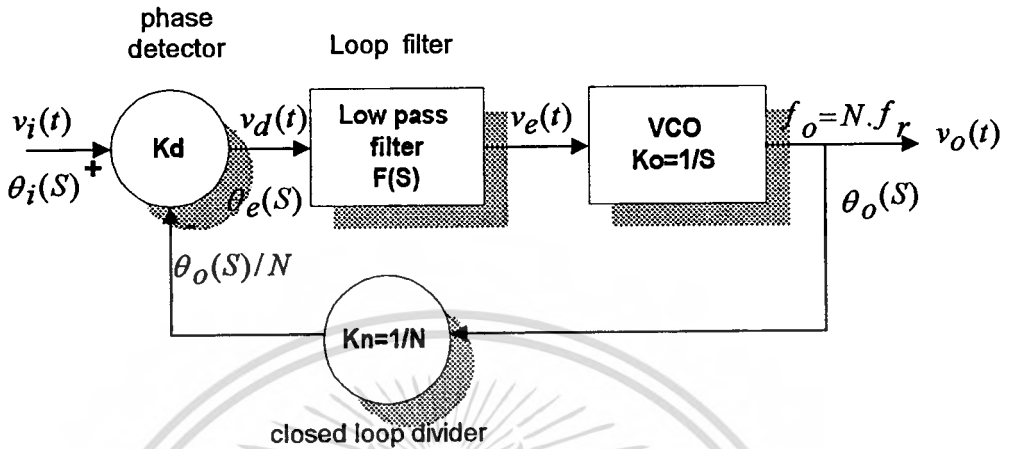 phase
detector
Loop filter
v_i(t)
+
θ_i(S)
Kd
v_d(t)
θ_e(S)
Low pass
filter
F(S)
v_e(t)
VCO
Ko=1/S
f_o=N.f_r
v_o(t)
θ_o(S)
θ_o(S)/N
Kn=1/N
closed loop divider